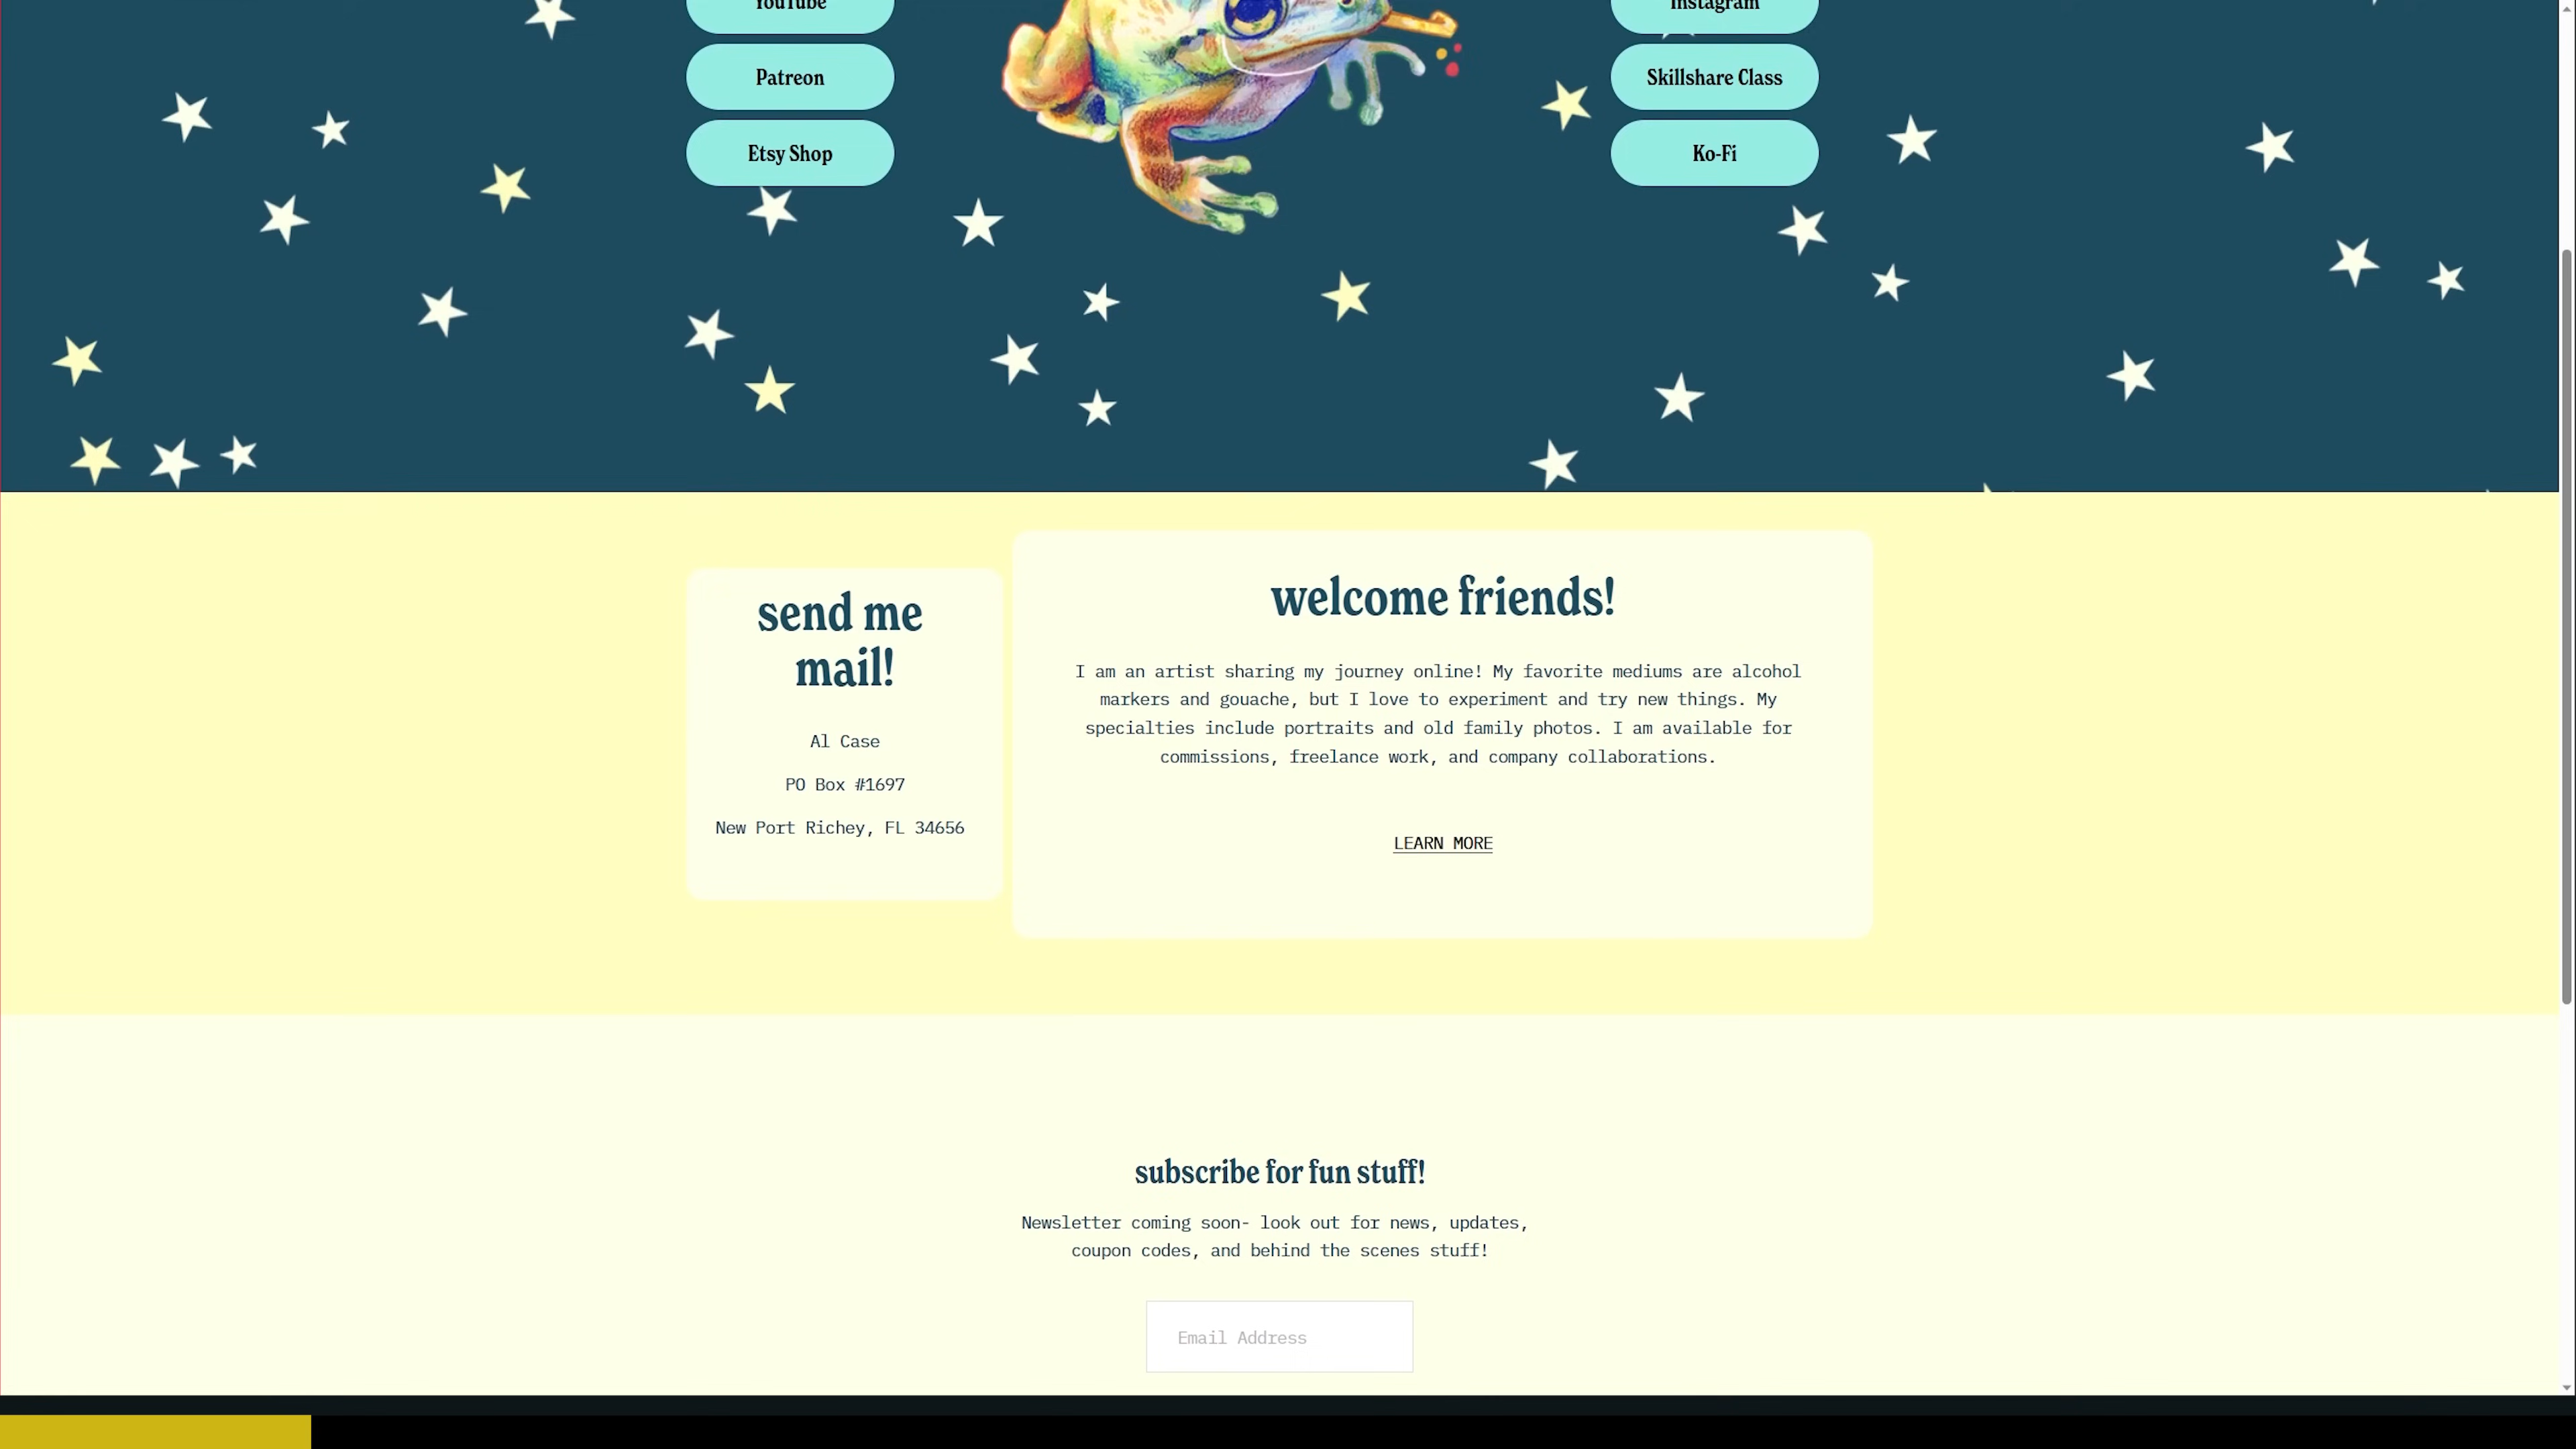 YouTube
Patreon
Etsy Shop
Instagram
Skillshare Class
Ko-Fi
send me
mail!
Al Case
PO Box #1697
New Port Richey, FL 34656
welcome friends!
I am an artist sharing my journey online! My favorite mediums are alcohol
markers and gouache, but I love to experiment and try new things. My
specialties include portraits and old family photos. I am available for
commissions, freelance work, and company collaborations.
LEARN MORE
subscribe for fun stuff!
Newsletter coming soon- look out for news, updates,
coupon codes, and behind the scenes stuff!
Email Address